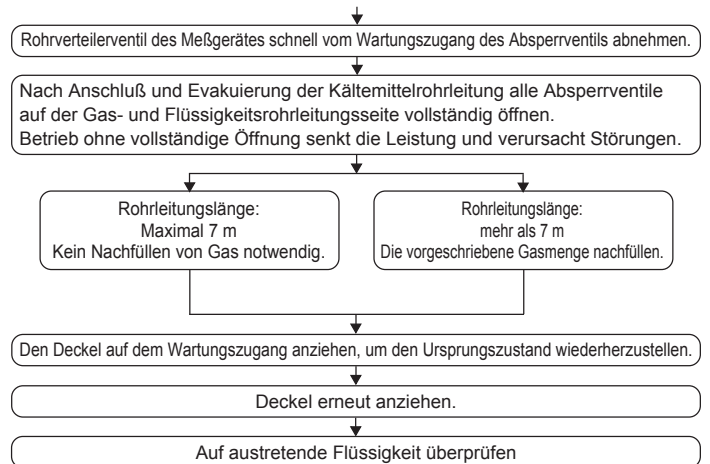 Rohrverteilerventil des Meßgerätes schnell vom Wartungszugang des Absperrventils abnehmen.
Nach Anschluß und Evakuierung der Kältemittelrohrleitung alle Absperrventile
auf der Gas- und Flüssigkeitsrohrleitungsseite vollständig öffnen.
Betrieb ohne vollständige Öffnung senkt die Leistung und verursacht Störungen.
Rohrleitungslänge:
Maximal 7 m
Kein Nachfüllen von Gas notwendig.
Rohrleitungslänge:
mehr als 7 m
Die vorgeschriebene Gasmenge nachfüllen.
Den Deckel auf dem Wartungszugang anziehen, um den Ursprungszustand wiederherzustellen.
Deckel erneut anziehen.
Auf austretende Flüssigkeit überprüfen